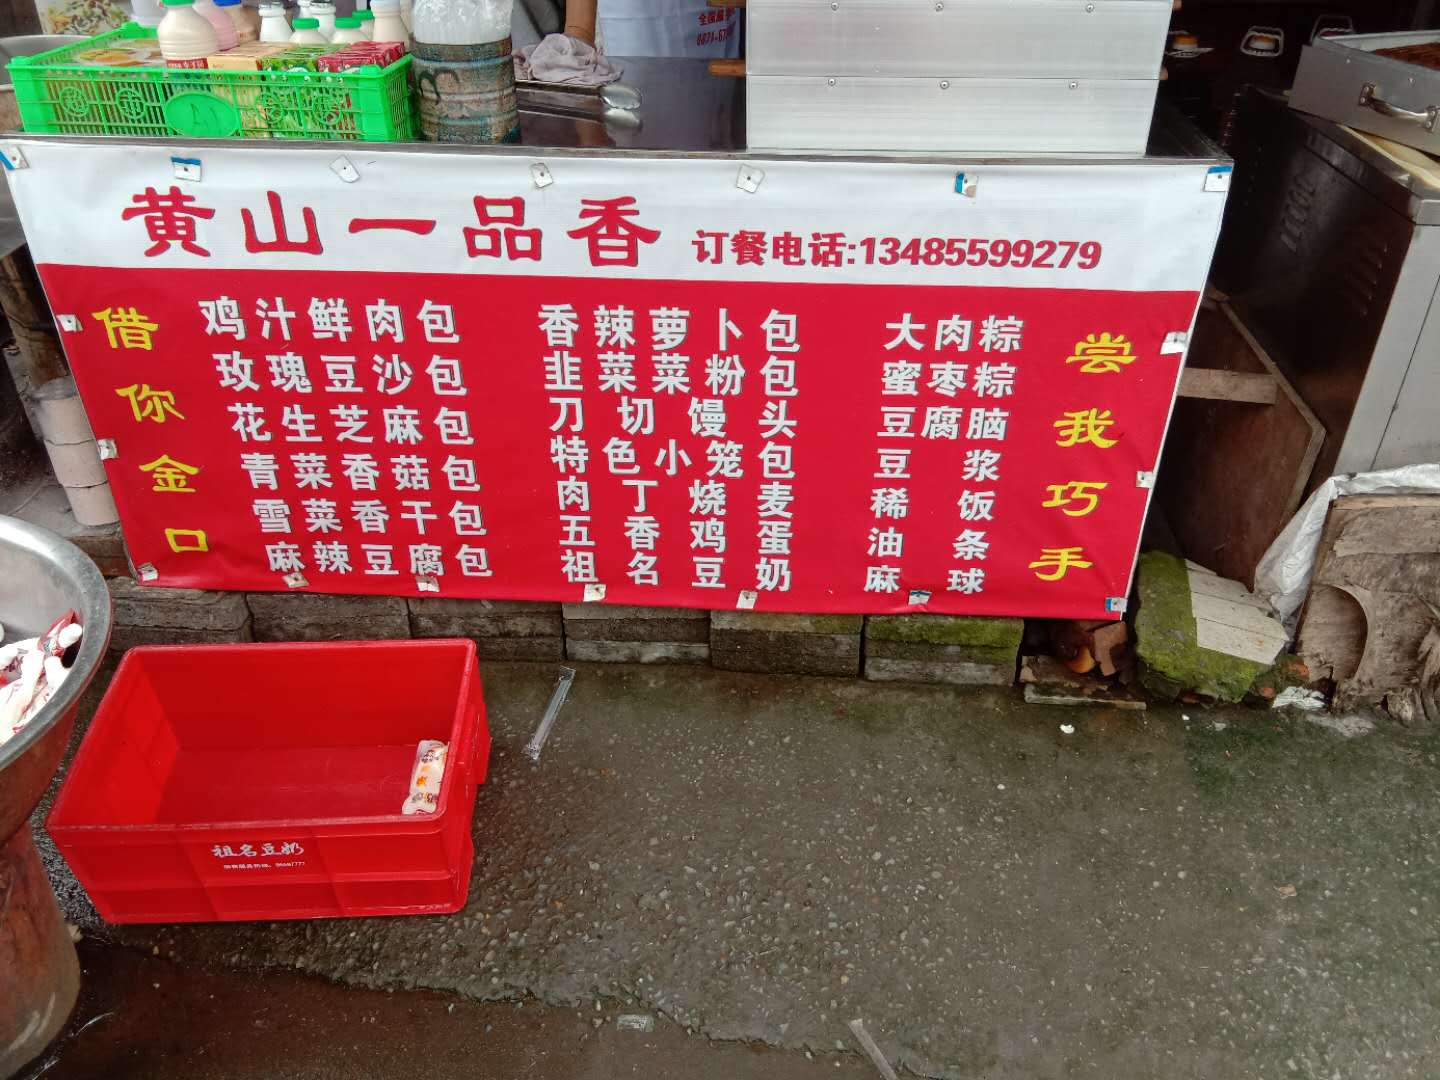 黄山一品香 订餐电话:13485599279
借你金口
鸡汁鲜肉包
玫瑰豆沙包
花生芝麻包
青菜香菇包
雪菜香干包
麻辣豆腐包
香辣萝卜包
韭菜菜粉包
刀切馒头
特色小笼包
肉丁烧麦
五香鸡蛋
祖名豆奶
大肉粽
蜜枣粽
豆腐脑
豆浆
稀饭
油条
麻球
尝我巧手
祖名豆奶